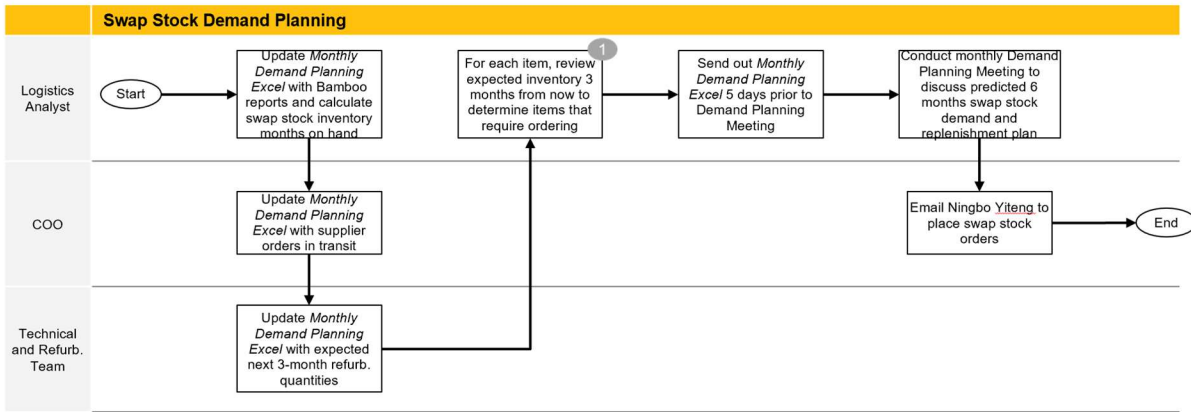 Swap Stock Demand Planning
Logistics
Analyst
Start
Update Monthly
Demand Planning
Excel with Bamboo
reports and calculate
swap stock inventory
months on hand
1
For each item, review
expected inventory 3
months from now to
determine items that
require ordering
Send out Monthly
Demand Planning
Excel 5 days prior to
Demand Planning
Meeting
Conduct monthly Demand
Planning Meeting to
discuss predicted 6
months swap stock
demand and
replenishment plan
COO
Update Monthly
Demand Planning
Excel with supplier
orders in transit
Email Ningbo Yiteng to
place swap stock
orders
End
Technical
and Refurb.
Team
Update Monthly
Demand Planning
Excel with expected
next 3-month refurb.
quantities